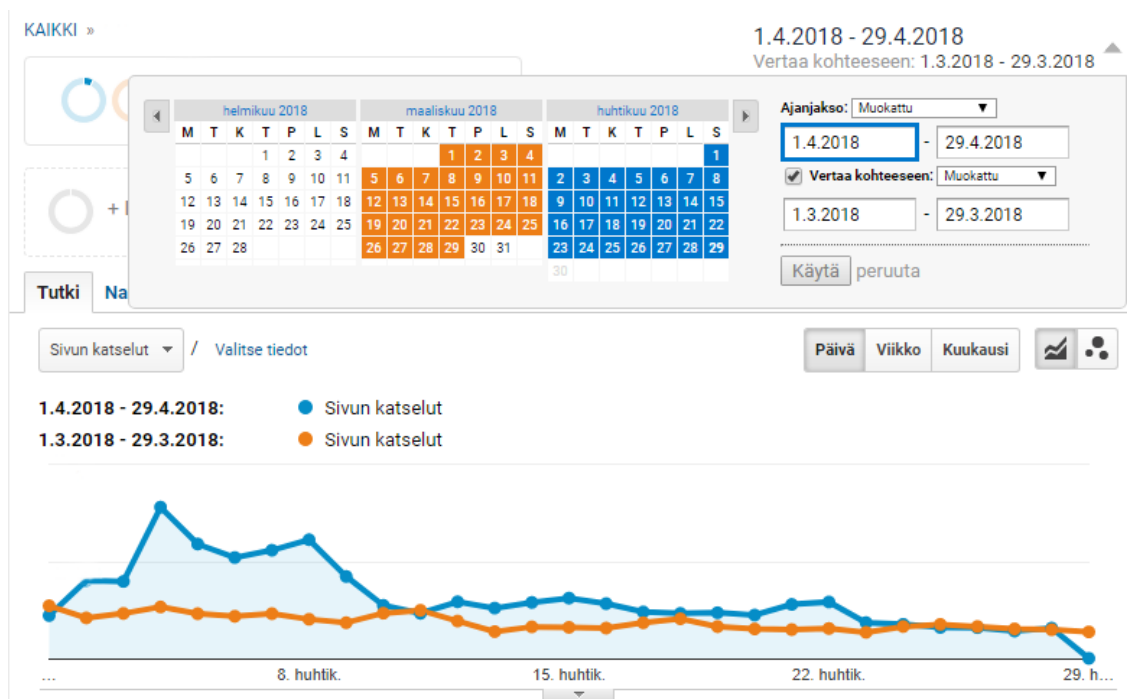 KAIKKI »
1.4.2018 - 29.4.2018
Vertaa kohteeseen: 1.3.2018 - 29.3.2018
helmikuu 2018
M T K T P L S
1 2 3 4
5 6 7 8 9 10 11
12 13 14 15 16 17 18
19 20 21 22 23 24 25
26 27 28
maaliskuu 2018
M T K T P L S
1 2 3 4
5 6 7 8 9 10 11
12 13 14 15 16 17 18
19 20 21 22 23 24 25
26 27 28 29 30 31
huhtikuu 2018
M T K T P L S
1
2 3 4 5 6 7 8
9 10 11 12 13 14 15
16 17 18 19 20 21 22
23 24 25 26 27 28 29
30
Ajanjakso: Muokattu
1.4.2018 - 29.4.2018
Vertaa kohteeseen: Muokattu
1.3.2018 - 29.3.2018
Käytä peruuta
+
Tutki Na
Sivun katselut / Valitse tiedot
Päivä Viikko Kuukausi
1.4.2018 - 29.4.2018: Sivun katselut
1.3.2018 - 29.3.2018: Sivun katselut
... 8. huhtik. 15. huhtik. 22. huhtik. 29. h...